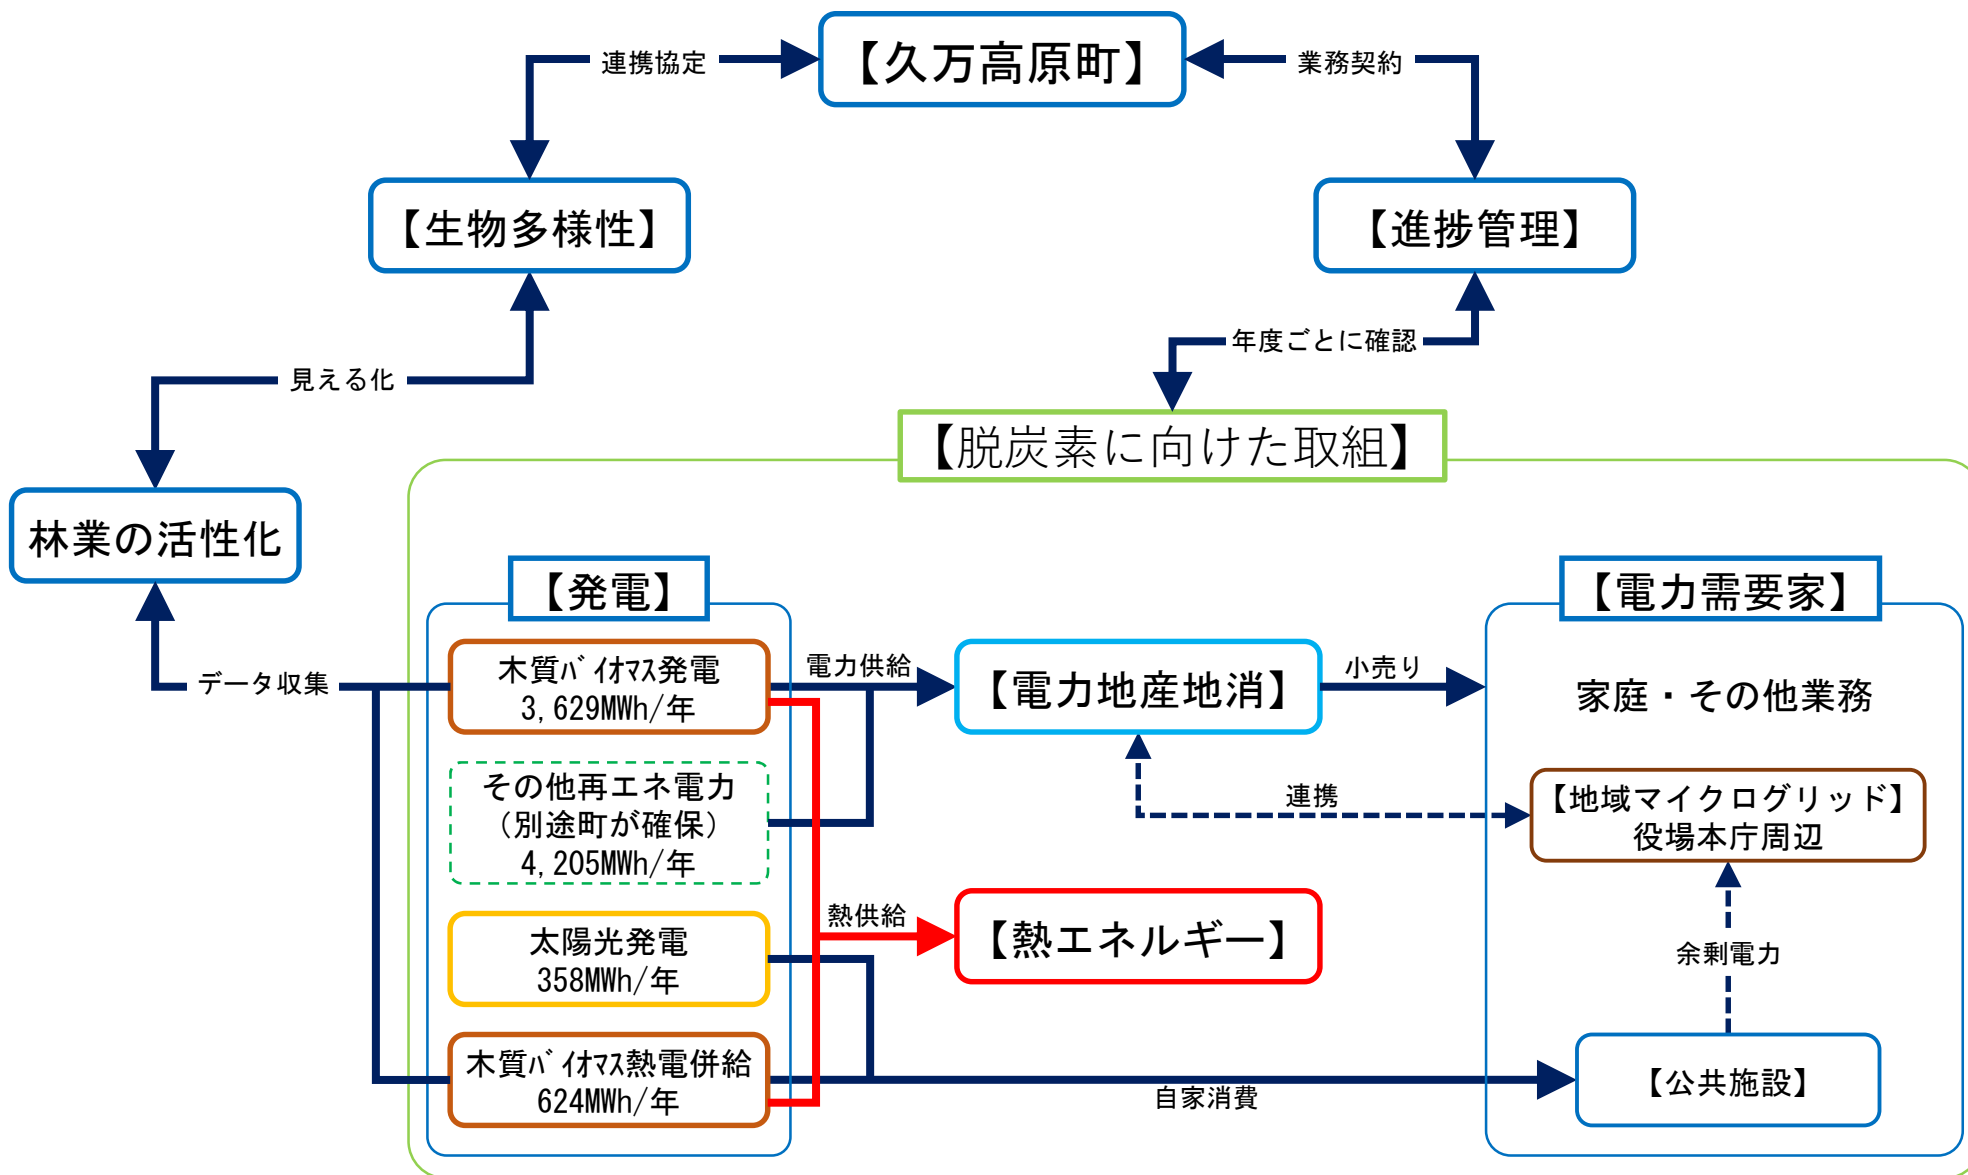 【久万高原町】
連携協定
業務契約
【生物多様性】
【進捗管理】
年度ごとに確認
見える化
【脱炭素に向けた取組】
林業の活性化
【発電】
【電力需要家】
データ収集
木質ﾊﾞｲｵﾏｽ発電
3,629MWh/年
電力供給
【電力地産地消】
小売り
家庭・その他業務
その他再エネ電力
（別途町が確保）
4,205MWh/年
連携
【地域マイクログリッド】
役場本庁周辺
熱供給
【熱エネルギー】
太陽光発電
358MWh/年
余剰電力
木質ﾊﾞｲｵﾏｽ熱電併給
624MWh/年
自家消費
【公共施設】